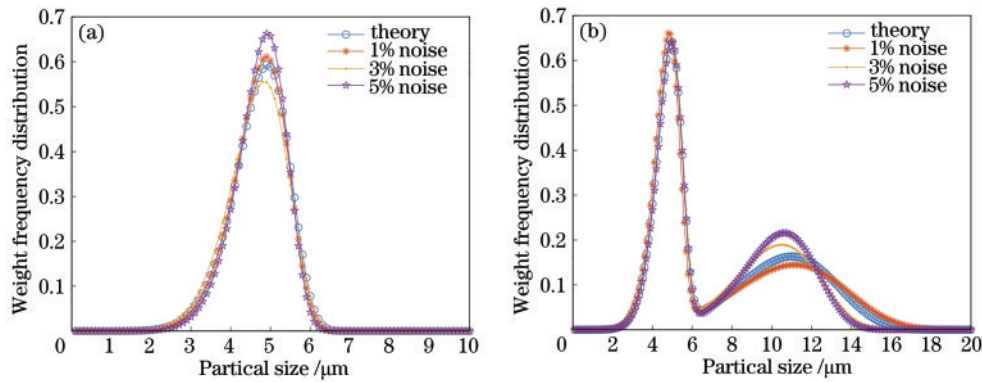 (a)
theory
1% noise
3% noise
5% noise
0.7
0.6
0.5
0.4
0.3
0.2
0.1
Weight frequency distribution
0 1 2 3 4 5 6 7 8 9 10
Partical size /μm
(b)
theory
1% noise
3% noise
5% noise
0.7
0.6
0.5
0.4
0.3
0.2
0.1
Weight frequency distribution
0 2 4 6 8 10 12 14 16 18 20
Partical size /μm